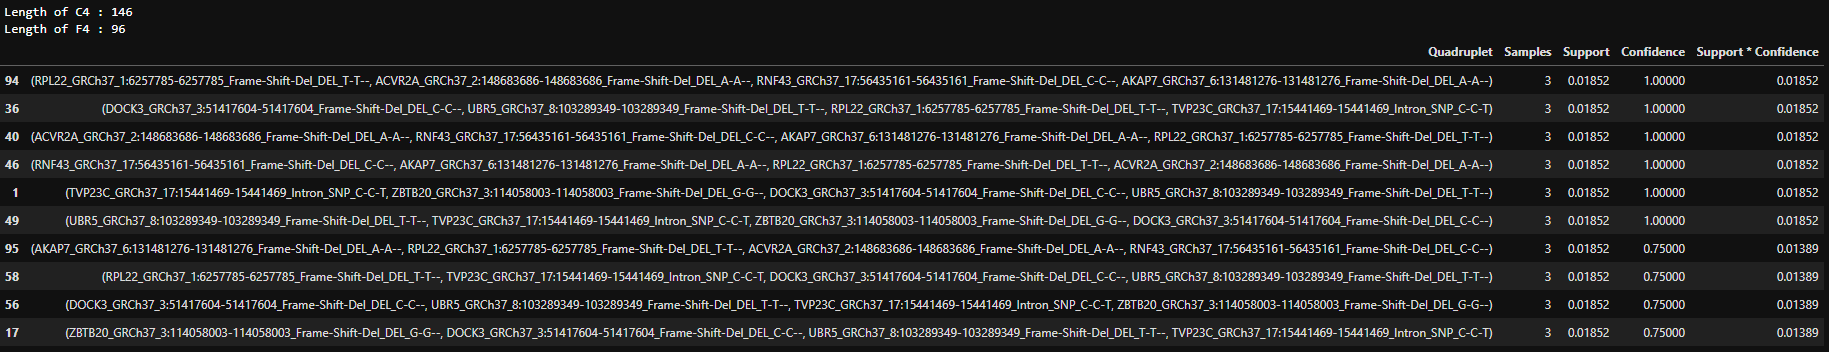 Length of C4 : 146
Length of F4 : 96
Quadruplet Samples Support Confidence Support * Confidence
94 (RPL22_GRCh37_1:6257785-6257785_Frame-Shift-Del_DEL_T-T--, ACVR2A_GRCh37_2:148683686-148683686_Frame-Shift-Del_DEL_A-A--, RNF43_GRCh37_17:56435161-56435161_Frame-Shift-Del_DEL_C-C--, AKAP7_GRCh37_6:131481276-131481276_Frame-Shift-Del_DEL_A-A--) 3 0.01852 1.00000 0.01852
36 (DOCK3_GRCh37_3:51417604-51417604_Frame-Shift-Del_DEL_C-C--, UBR5_GRCh37_8:103289349-103289349_Frame-Shift-Del_DEL_T-T--, RPL22_GRCh37_1:6257785-6257785_Frame-Shift-Del_DEL_T-T--, TVP23C_GRCh37_17:15441469-15441469_Intron_SNP_C-C-T) 3 0.01852 1.00000 0.01852
40 (ACVR2A_GRCh37_2:148683686-148683686_Frame-Shift-Del_DEL_A-A--, RNF43_GRCh37_17:56435161-56435161_Frame-Shift-Del_DEL_C-C--, AKAP7_GRCh37_6:131481276-131481276_Frame-Shift-Del_DEL_A-A--, RPL22_GRCh37_1:6257785-6257785_Frame-Shift-Del_DEL_T-T--) 3 0.01852 1.00000 0.01852
46 (RNF43_GRCh37_17:56435161-56435161_Frame-Shift-Del_DEL_C-C--, AKAP7_GRCh37_6:131481276-131481276_Frame-Shift-Del_DEL_A-A--, RPL22_GRCh37_1:6257785-6257785_Frame-Shift-Del_DEL_T-T--, ACVR2A_GRCh37_2:148683686-148683686_Frame-Shift-Del_DEL_A-A--) 3 0.01852 1.00000 0.01852
1 (TVP23C_GRCh37_17:15441469-15441469_Intron_SNP_C-C-T, ZBTB20_GRCh37_3:114058003-114058003_Frame-Shift-Del_DEL_G-G--, DOCK3_GRCh37_3:51417604-51417604_Frame-Shift-Del_DEL_C-C--, UBR5_GRCh37_8:103289349-103289349_Frame-Shift-Del_DEL_T-T--) 3 0.01852 1.00000 0.01852
49 (UBR5_GRCh37_8:103289349-103289349_Frame-Shift-Del_DEL_T-T--, TVP23C_GRCh37_17:15441469-15441469_Intron_SNP_C-C-T, ZBTB20_GRCh37_3:114058003-114058003_Frame-Shift-Del_DEL_G-G--, DOCK3_GRCh37_3:51417604-51417604_Frame-Shift-Del_DEL_C-C--) 3 0.01852 1.00000 0.01852
95 (AKAP7_GRCh37_6:131481276-131481276_Frame-Shift-Del_DEL_A-A--, RPL22_GRCh37_1:6257785-6257785_Frame-Shift-Del_DEL_T-T--, ACVR2A_GRCh37_2:148683686-148683686_Frame-Shift-Del_DEL_A-A--, RNF43_GRCh37_17:56435161-56435161_Frame-Shift-Del_DEL_C-C--) 3 0.01852 0.75000 0.01389
58 (RPL22_GRCh37_1:6257785-6257785_Frame-Shift-Del_DEL_T-T--, TVP23C_GRCh37_17:15441469-15441469_Intron_SNP_C-C-T, DOCK3_GRCh37_3:51417604-51417604_Frame-Shift-Del_DEL_C-C--, UBR5_GRCh37_8:103289349-103289349_Frame-Shift-Del_DEL_T-T--) 3 0.01852 0.75000 0.01389
56 (DOCK3_GRCh37_3:51417604-51417604_Frame-Shift-Del_DEL_C-C--, UBR5_GRCh37_8:103289349-103289349_Frame-Shift-Del_DEL_T-T--, TVP23C_GRCh37_17:15441469-15441469_Intron_SNP_C-C-T, ZBTB20_GRCh37_3:114058003-114058003_Frame-Shift-Del_DEL_G-G--) 3 0.01852 0.75000 0.01389
17 (ZBTB20_GRCh37_3:114058003-114058003_Frame-Shift-Del_DEL_G-G--, DOCK3_GRCh37_3:51417604-51417604_Frame-Shift-Del_DEL_C-C--, UBR5_GRCh37_8:103289349-103289349_Frame-Shift-Del_DEL_T-T--, TVP23C_GRCh37_17:15441469-15441469_Intron_SNP_C-C-T) 3 0.01852 0.75000 0.01389